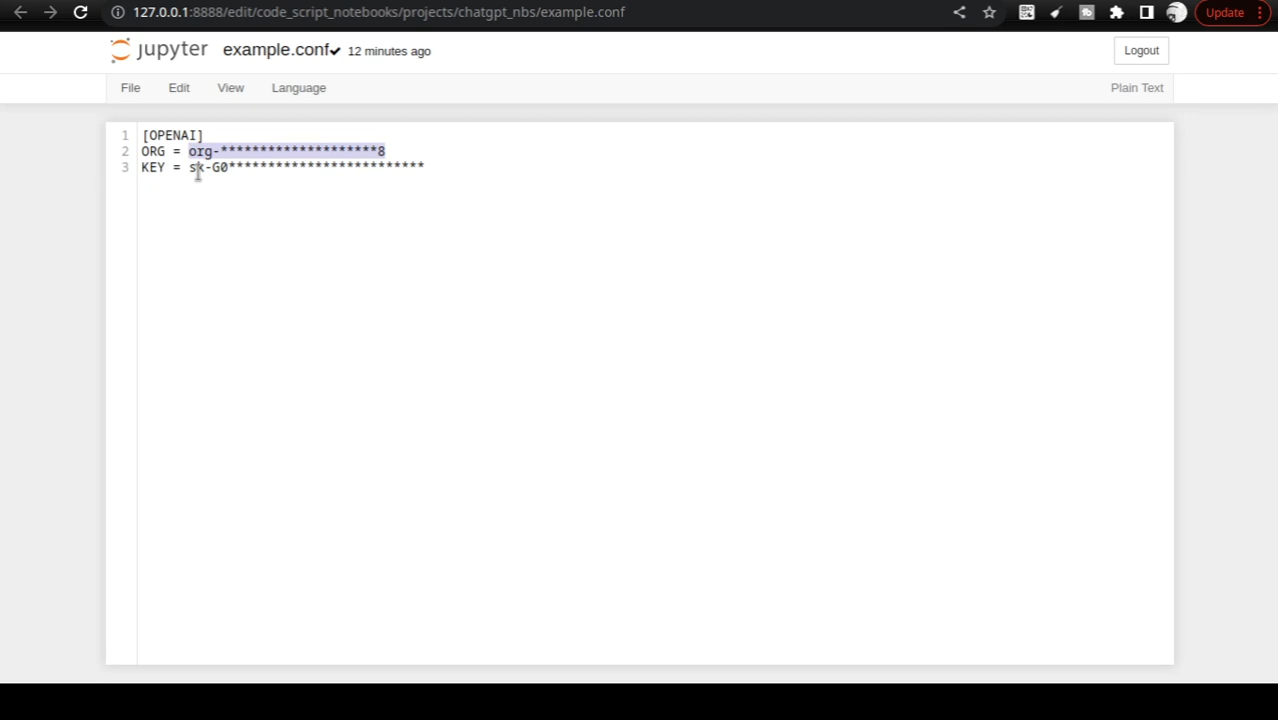 127.0.0.1:8888/edit/code_script_notebooks/projects/chatgpt_nbs/example.conf
Update
jupyter example.conf 12 minutes ago
Logout
File Edit View Language
Plain Text
1 [OPENAI]
2 ORG = org-********************8
3 KEY = sk-G0*************************